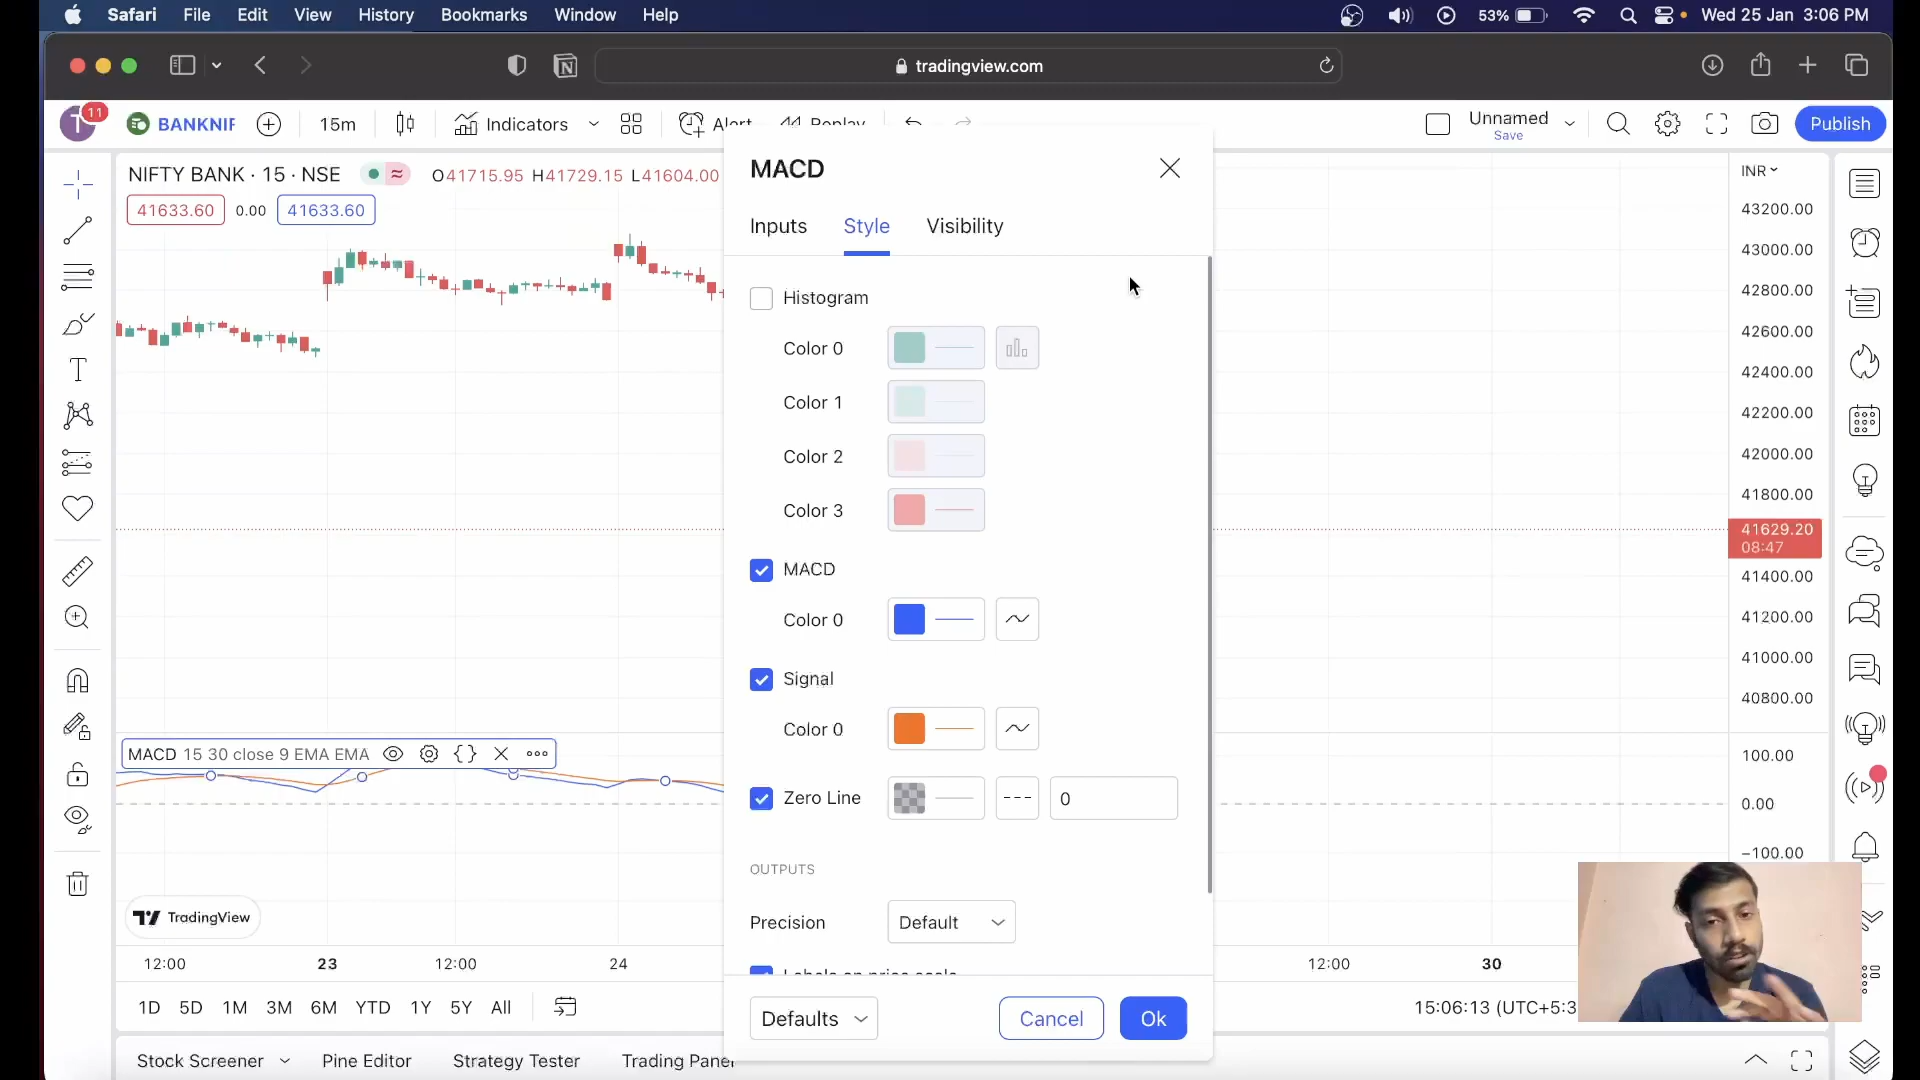 Safari File Edit View History Bookmarks Window Help 53% Wed 25 Jan 3:06 PM
tradingview.com
T 11 BANKNIF 15m Indicators Alert Replay Unnamed Save Publish
NIFTY BANK · 15 · NSE O41715.95 H41729.15 L41604.00
41633.60 0.00 41633.60
INR
43200.00
43000.00
42800.00
42600.00
42400.00
42200.00
42000.00
41800.00
41629.20
08:47
41400.00
41200.00
41000.00
40800.00
100.00
0.00
−100.00
MACD
Inputs Style Visibility
Histogram
Color 0
Color 1
Color 2
Color 3
MACD
Color 0
Signal
Color 0
Zero Line 0
OUTPUTS
Precision Default
Labels on price scale
Defaults Cancel Ok
MACD 15 30 close 9 EMA EMA
TradingView
12:00 23 12:00 24 12:00 30
1D 5D 1M 3M 6M YTD 1Y 5Y All 15:06:13 (UTC+5:3
Stock Screener Pine Editor Strategy Tester Trading Panel